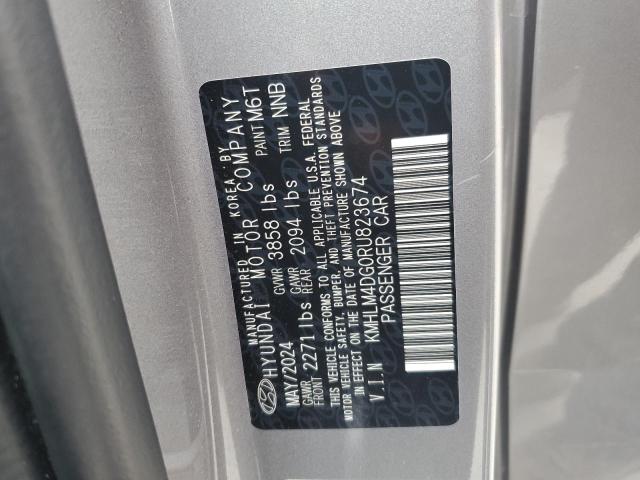 MANUFACTURED IN KOREA BY
HYUNDAI MOTOR COMPANY
MAY/2024 GVWR 3858 lbs PAINT M6T
GAWR FRONT 2271 lbs GAWR REAR 2094 lbs TRIM NNB
THIS VEHICLE CONFORMS TO ALL APPLICABLE U.S.A. FEDERAL
MOTOR VEHICLE SAFETY, BUMPER, AND THEFT PREVENTION STANDARDS
IN EFFECT ON THE DATE OF MANUFACTURE SHOWN ABOVE
V.I.N KMHLM4DG0RU823674
PASSENGER CAR